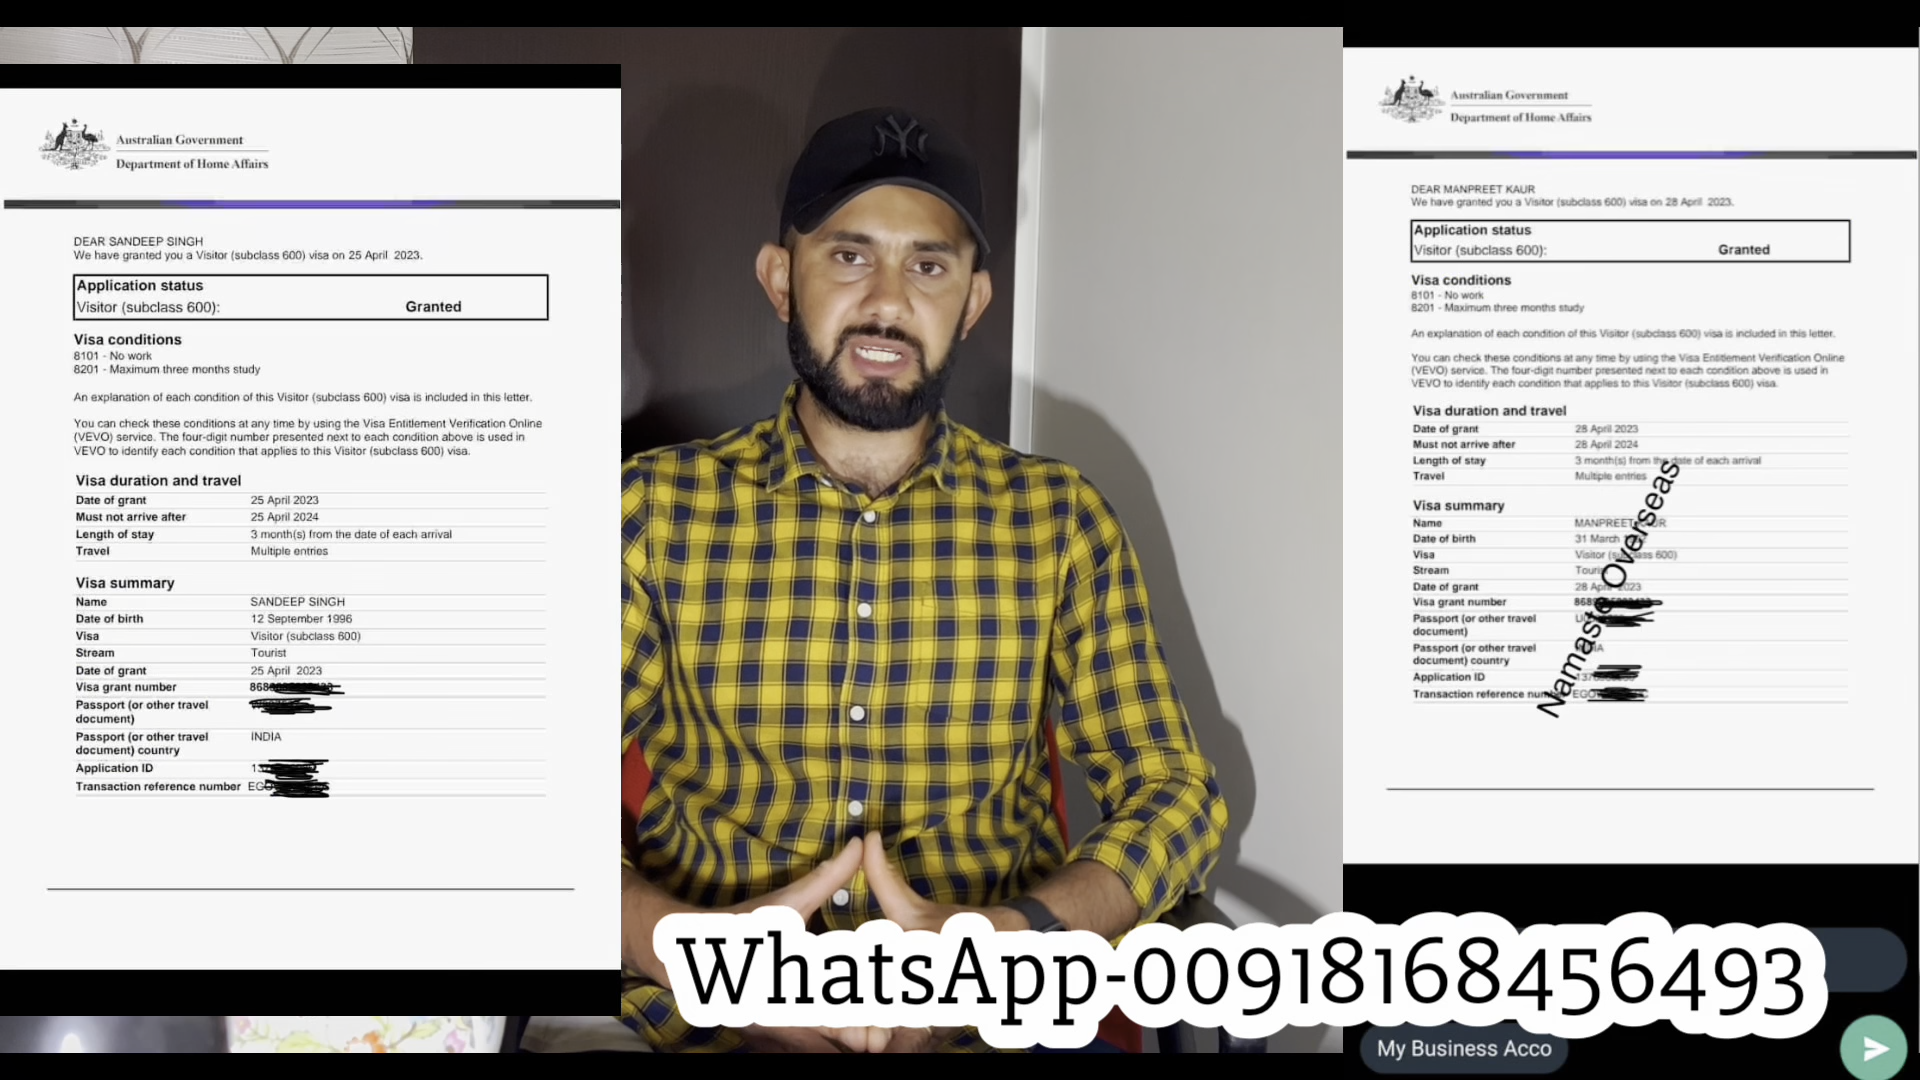 Australian Government
Department of Home Affairs
DEAR SANDEEP SINGH
We have granted you a Visitor (subclass 600) visa on 25 April 2023.
Application status
Visitor (subclass 600): Granted
Visa conditions
8101 - No work
8201 - Maximum three months study
An explanation of each condition of this Visitor (subclass 600) visa is included in this letter.
You can check these conditions at any time by using the Visa Entitlement Verification Online
(VEVO) service. The four-digit number presented next to each condition above is used in
VEVO to identify each condition that applies to this Visitor (subclass 600) visa.
Visa duration and travel
Date of grant 25 April 2023
Must not arrive after 25 April 2024
Length of stay 3 month(s) from the date of each arrival
Travel Multiple entries
Visa summary
Name SANDEEP SINGH
Date of birth 12 September 1996
Visa Visitor (subclass 600)
Stream Tourist
Date of grant 25 April 2023
Visa grant number
Passport (or other travel
document)
Passport (or other travel INDIA
document) country
Application ID
Transaction reference number
NY
Australian Government
Department of Home Affairs
DEAR MANPREET KAUR
We have granted you a Visitor (subclass 600) visa on 28 April 2023.
Application status
Visitor (subclass 600): Granted
Visa conditions
8101 - No work
8201 - Maximum three months study
An explanation of each condition of this Visitor (subclass 600) visa is included in this letter.
You can check these conditions at any time by using the Visa Entitlement Verification Online
(VEVO) service. The four-digit number presented next to each condition above is used in
VEVO to identify each condition that applies to this Visitor (subclass 600) visa.
Visa duration and travel
Date of grant 28 April 2023
Must not arrive after 28 April 2024
Length of stay 3 month(s) from the date of each arrival
Travel Multiple entries
Visa summary
Name MANPREET
Date of birth 31 March
Visa Visitor (subclass 600)
Stream
Date of grant 28 April 2023
Visa grant number
Passport (or other travel
document)
Passport (or other travel
document) country
Application ID
Transaction reference number
Namaste Overseas
WhatsApp-00918168456493
My Business Acco